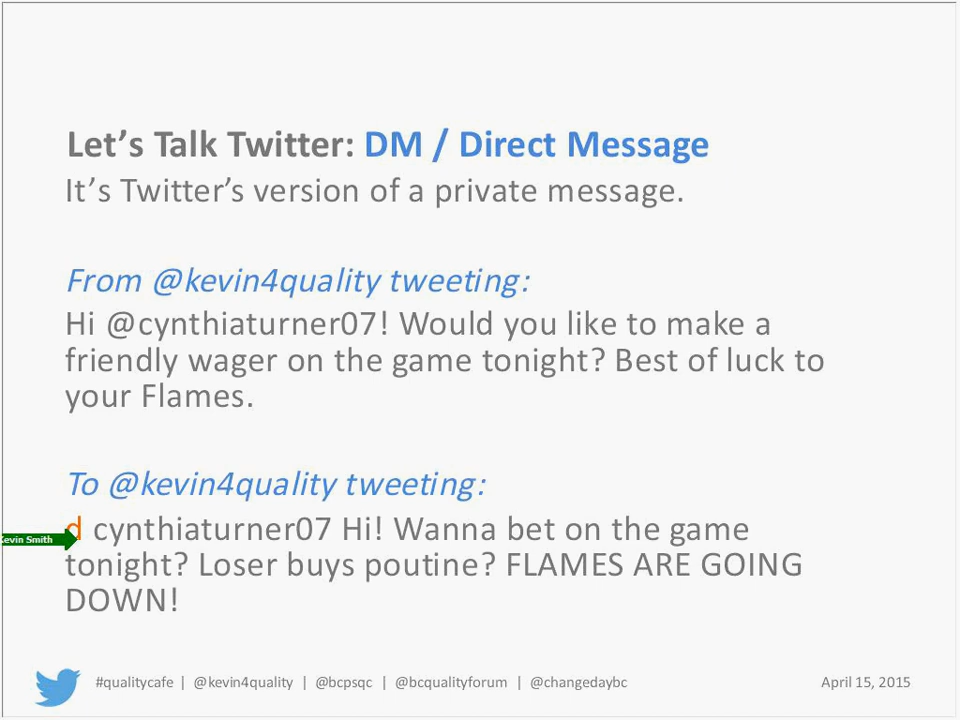 Let's Talk Twitter: DM / Direct Message
It's Twitter's version of a private message.
From @kevin4quality tweeting:
Hi @cynthiaturner07! Would you like to make a
friendly wager on the game tonight? Best of luck to
your Flames.
To @kevin4quality tweeting:
d cynthiaturner07 Hi! Wanna bet on the game
Kevin Smith
tonight? Loser buys poutine? FLAMES ARE GOING
DOWN!
#qualitycafe | @kevin4quality | @bcpsqc | @bcqualityforum | @changedaybc April 15, 2015